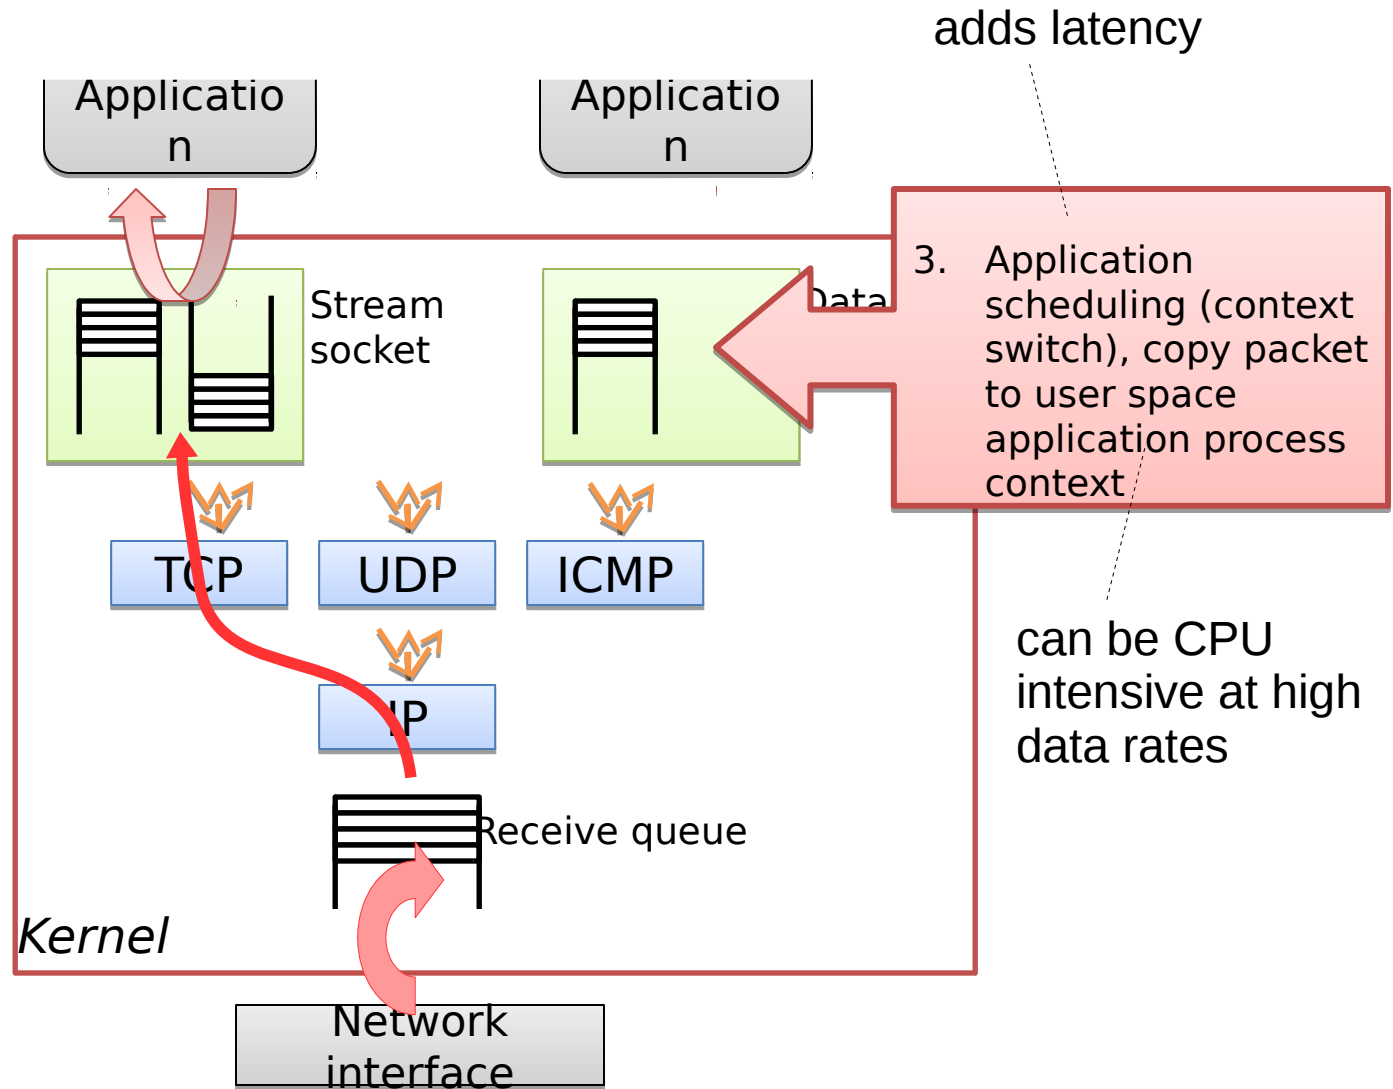 adds latency
Applicatio
n
Applicatio
n
3. Application
scheduling (context
switch), copy packet
to user space
application process
context
Stream
socket
Data
TCP
UDP
ICMP
can be CPU
intensive at high
data rates
IP
Receive queue
Kernel
Network
interface